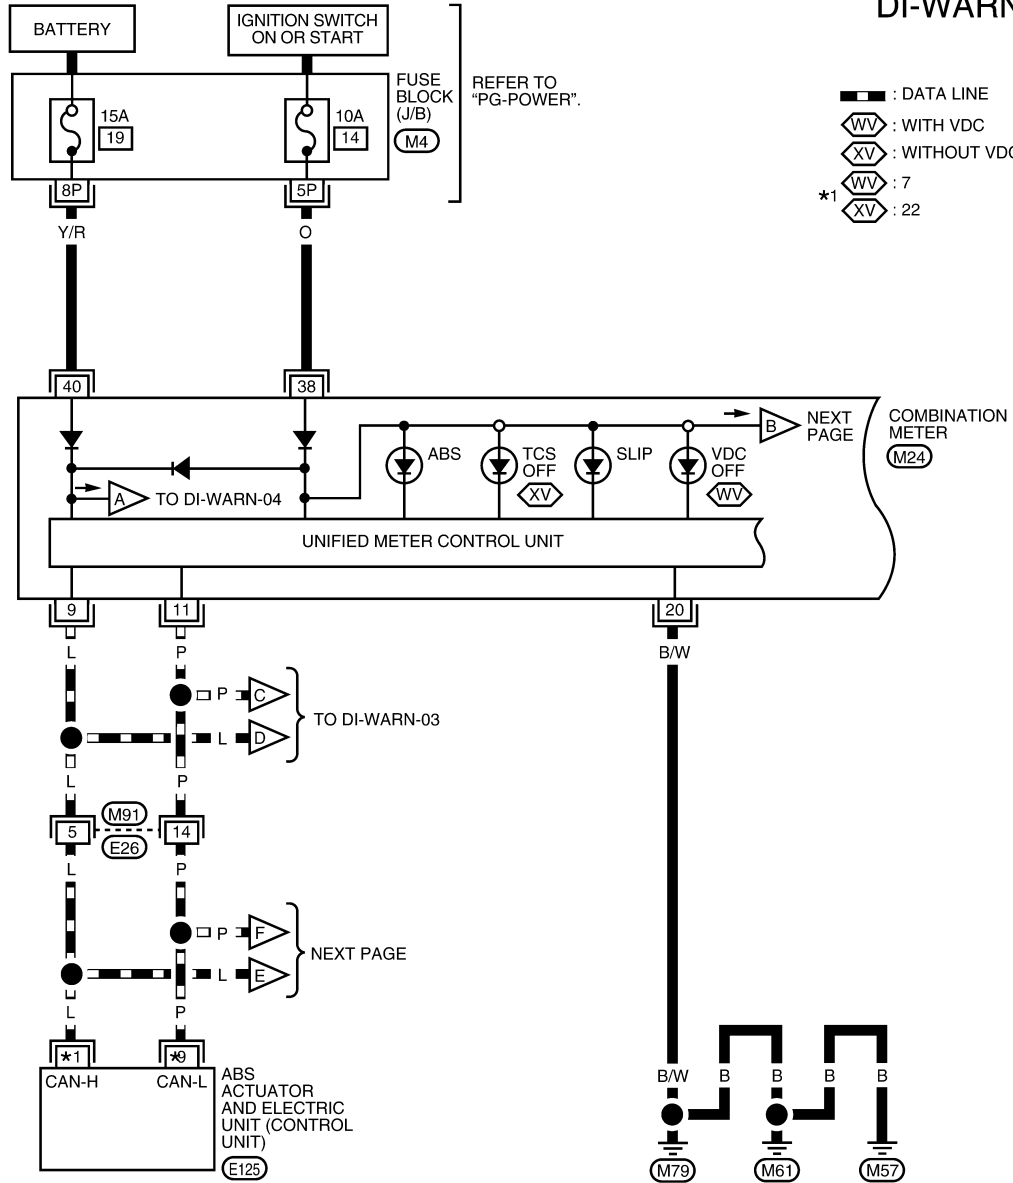 DI-WARN
BATTERY
IGNITION SWITCH
ON OR START
FUSE
BLOCK
(J/B)
M4
REFER TO
“PG-POWER”.
15A
19
10A
14
8P
5P
: DATA LINE
WV : WITH VDC
XV : WITHOUT VDC
*1
WV : 7
XV : 22
Y/R
O
40
38
NEXT
PAGE
COMBINATION
METER
M24
B
ABS
TCS
OFF
XV
SLIP
VDC
OFF
WV
A
TO DI-WARN-04
UNIFIED METER CONTROL UNIT
9
11
20
L
P
B/W
P
C
L
D
TO DI-WARN-03
L
P
M91
5
14
E26
L
P
P
F
L
E
NEXT PAGE
L
P
*1
*9
CAN-H
CAN-L
ABS
ACTUATOR
AND ELECTRIC
UNIT (CONTROL
UNIT)
E125
B/W
B
B
B
B
M79
M61
M57